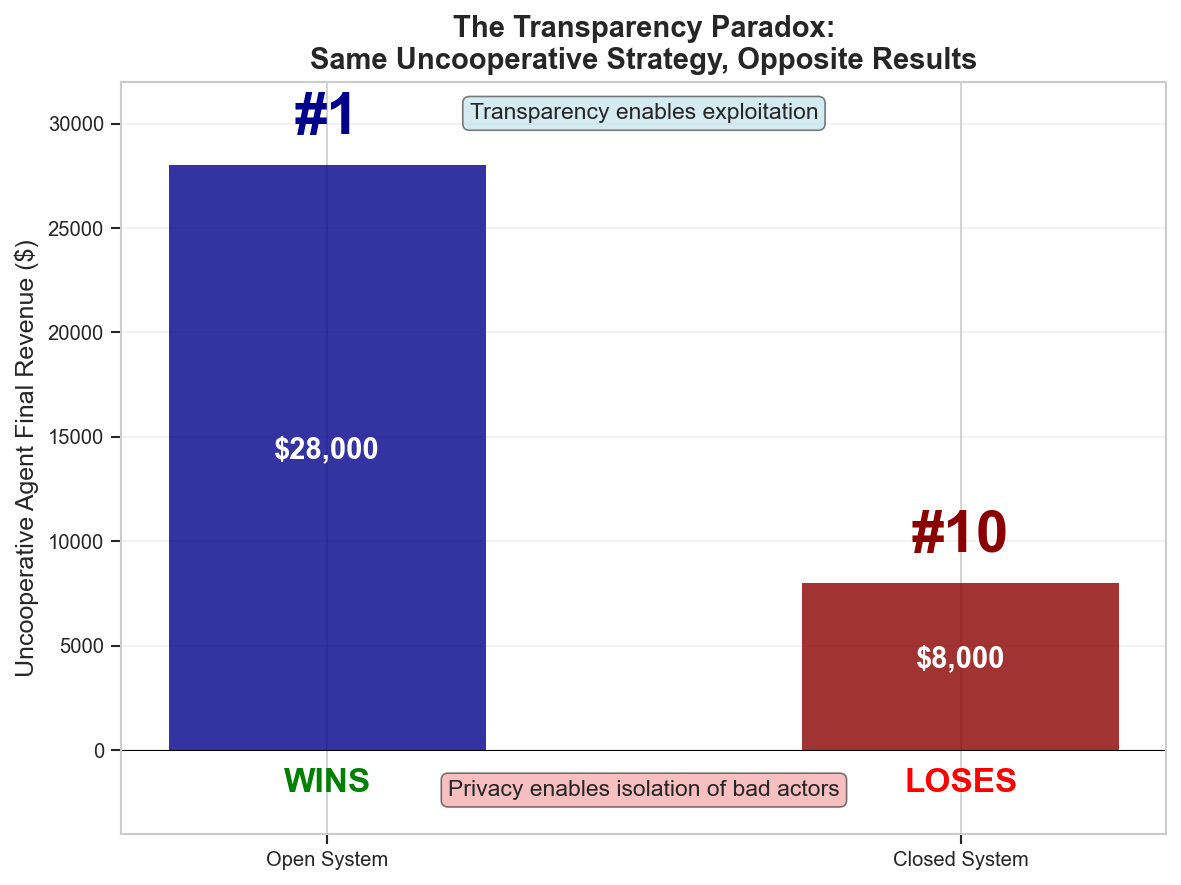 The Transparency Paradox:
Same Uncooperative Strategy, Opposite Results
#1
Transparency enables exploitation
30000
25000
20000
15000
10000
5000
0
Uncooperative Agent Final Revenue ($)
$28,000
#10
$8,000
WINS
Privacy enables isolation of bad actors
LOSES
Open System
Closed System